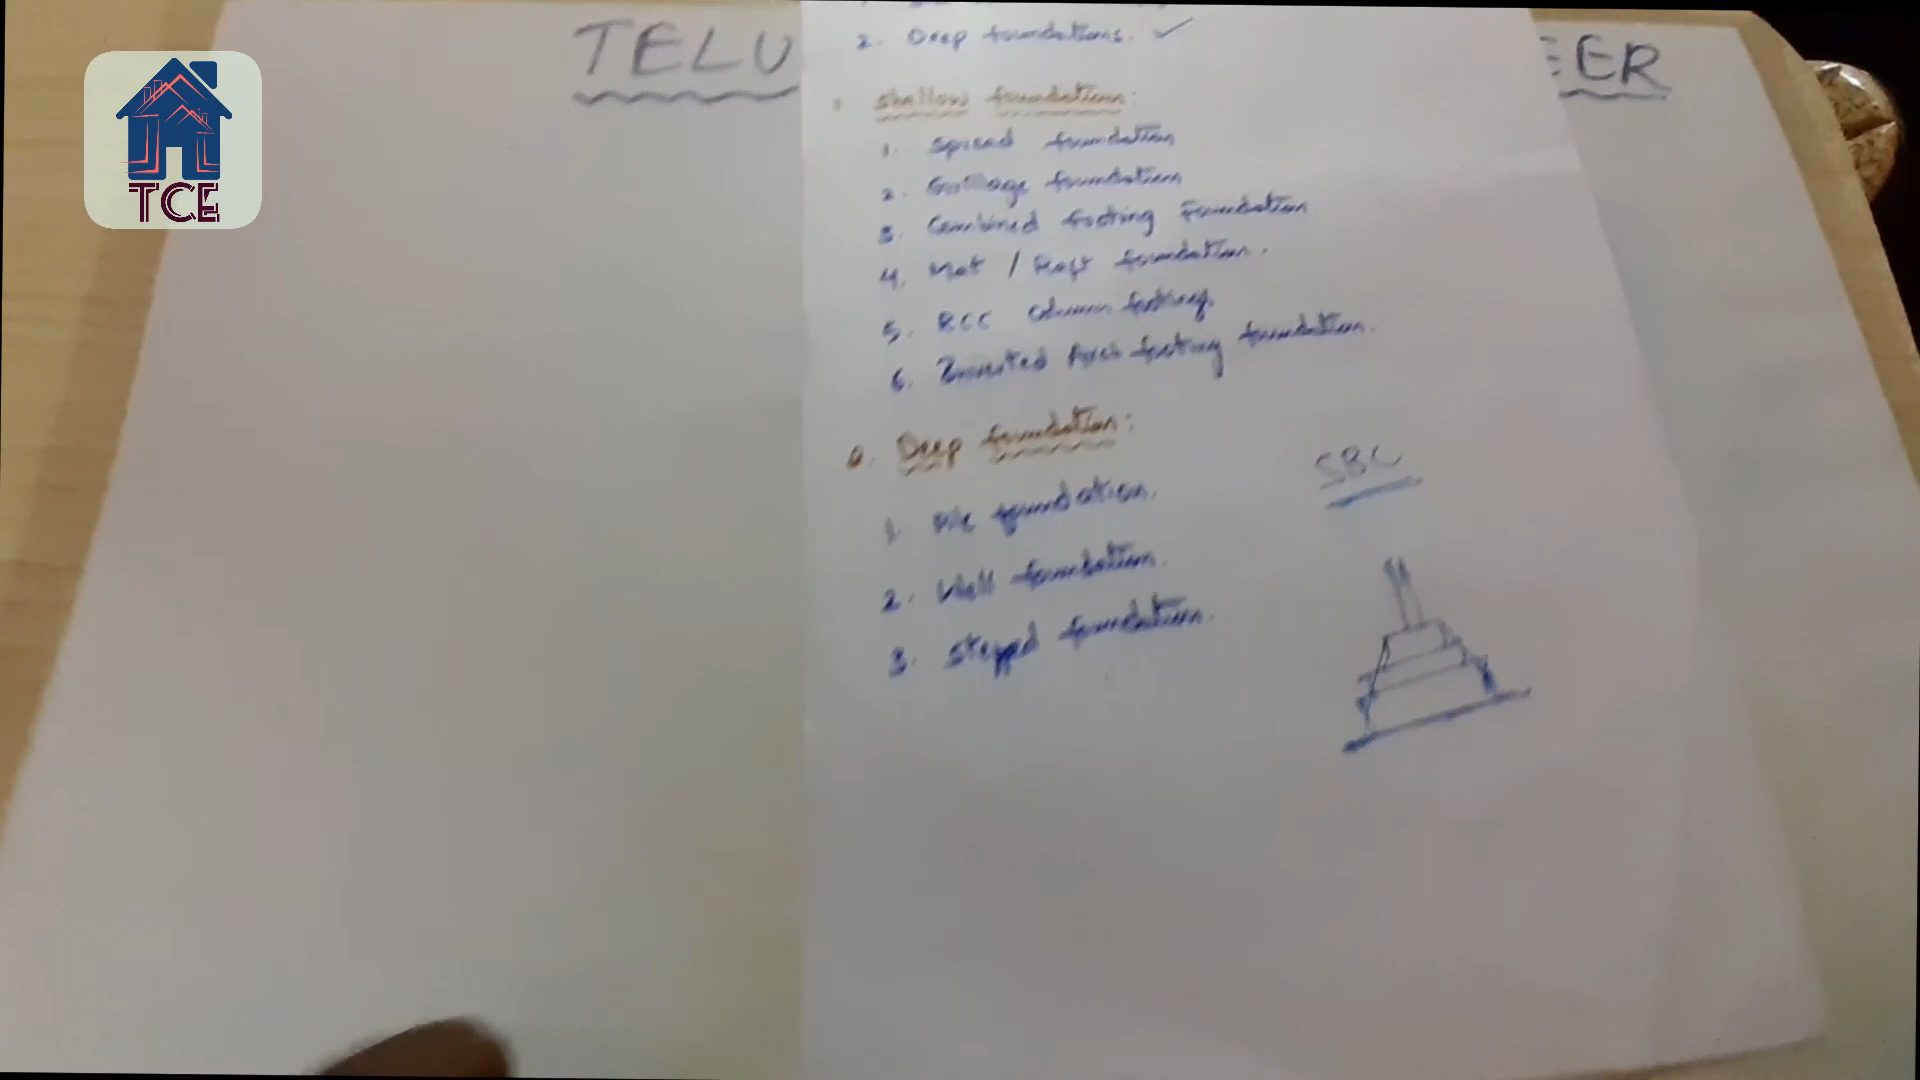 TELU
EER
TCE
2. Deep foundations. ✓
Shallow foundations:
1. Spread foundation
2. Grillage foundation
3. Combined footing Foundation
4. Mat / Raft foundation.
5. RCC Column footing.
6. Inverted Arch footing foundation.
Deep foundation:
1. Pile foundation.
2. Well foundation.
3. Stepped foundation.
SBC